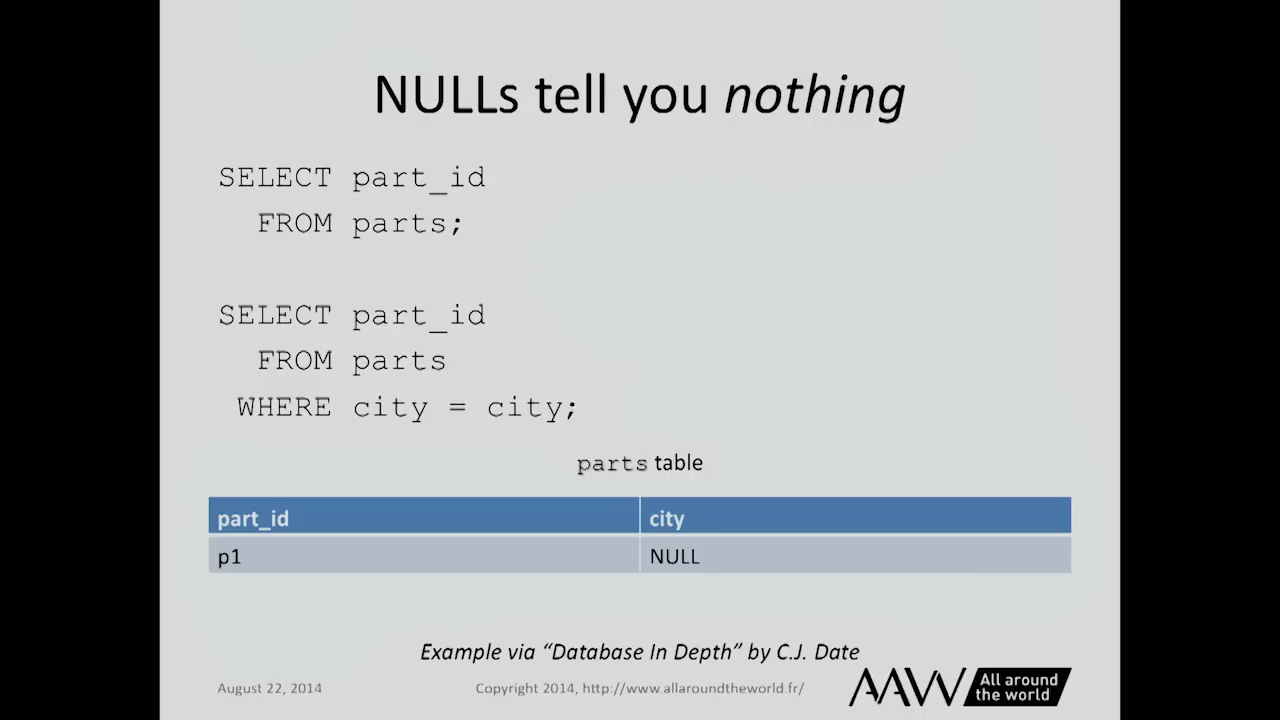 NULLs tell you nothing
SELECT part_id
FROM parts;
SELECT part_id
FROM parts
WHERE city = city;
parts table
part_id city
p1 NULL
Example via “Database In Depth” by C.J. Date
August 22, 2014 Copyright 2014, http://www.allaroundtheworld.fr/ AAW All around
the world